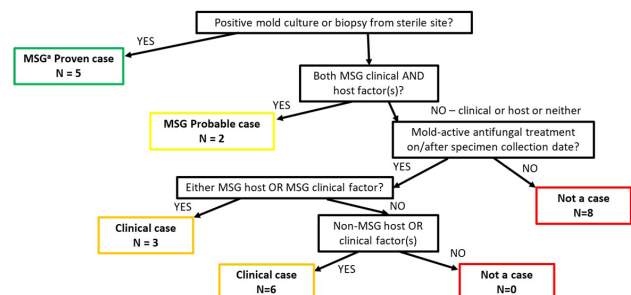 Positive mold culture or biopsy from sterile site?
YES
MSGᵃ Proven case
N = 5
Both MSG clinical AND
host factor(s)?
YES
NO – clinical or host or neither
MSG Probable case
N = 2
Mold-active antifungal treatment
on/after specimen collection date?
YES
NO
Either MSG host OR MSG clinical factor?
Not a case
N=8
YES
NO
Clinical case
N = 3
Non-MSG host OR
clinical factor(s)
YES
NO
Clinical case
N=6
Not a case
N=0